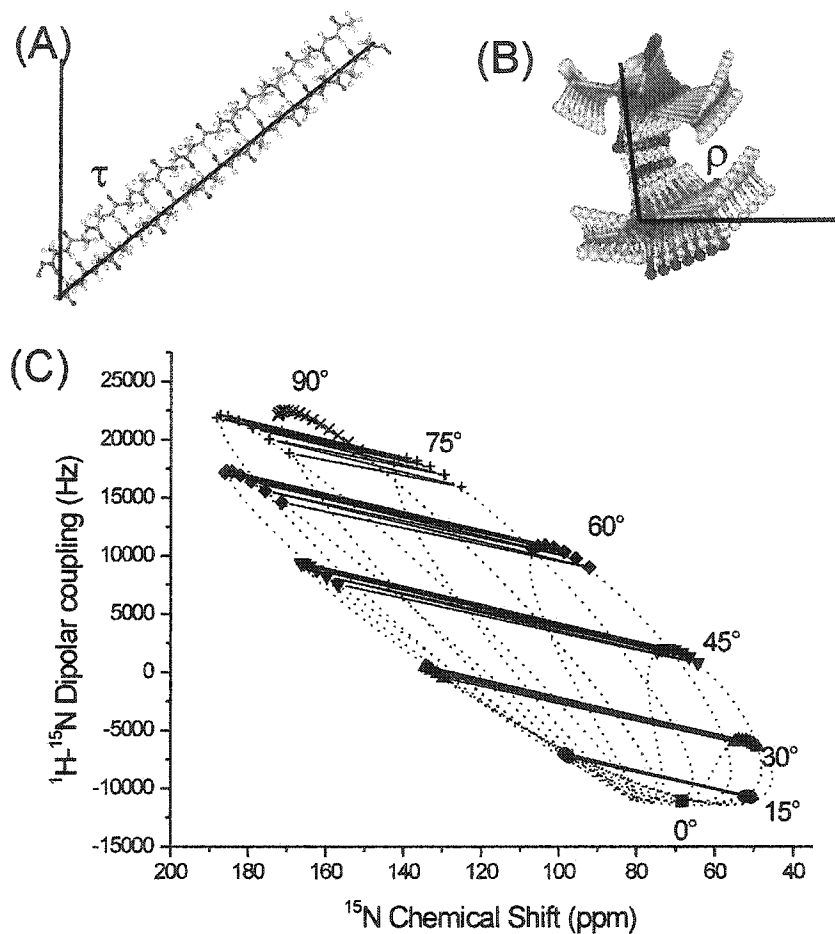 (A)
τ
(B)
ρ
(C)
25000
20000
15000
10000
5000
0
-5000
-10000
-15000
¹H-¹⁵N Dipolar coupling (Hz)
90°
75°
60°
45°
30°
15°
0°
200 180 160 140 120 100 80 60 40
¹⁵N Chemical Shift (ppm)